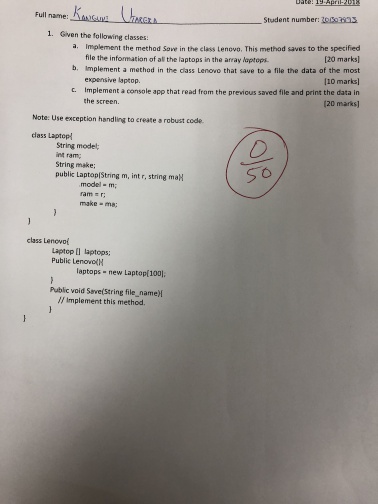 Date: 19-April-2018
Full name: Student number:
1. Given the following classes:
a. Implement the method Save in the class Lenovo. This method saves to the specified
file the information of all the laptops in the array laptops. [20 marks]
b. Implement a method in the class Lenovo that save to a file the data of the most
expensive laptop. [10 marks]
c. Implement a console app that read from the previous saved file and print the data in
the screen. [20 marks]
Note: Use exception handling to create a robust code.
class Laptop{
String model;
int ram;
String make;
public Laptop(String m, int r, string ma){
model = m;
ram = r;
make = ma;
}
}
0
50
class Lenovo{
Laptop [] laptops;
Public Lenovo(){
laptops = new Laptop[100];
}
Public void Save(String file_name){
// Implement this method.
}
}